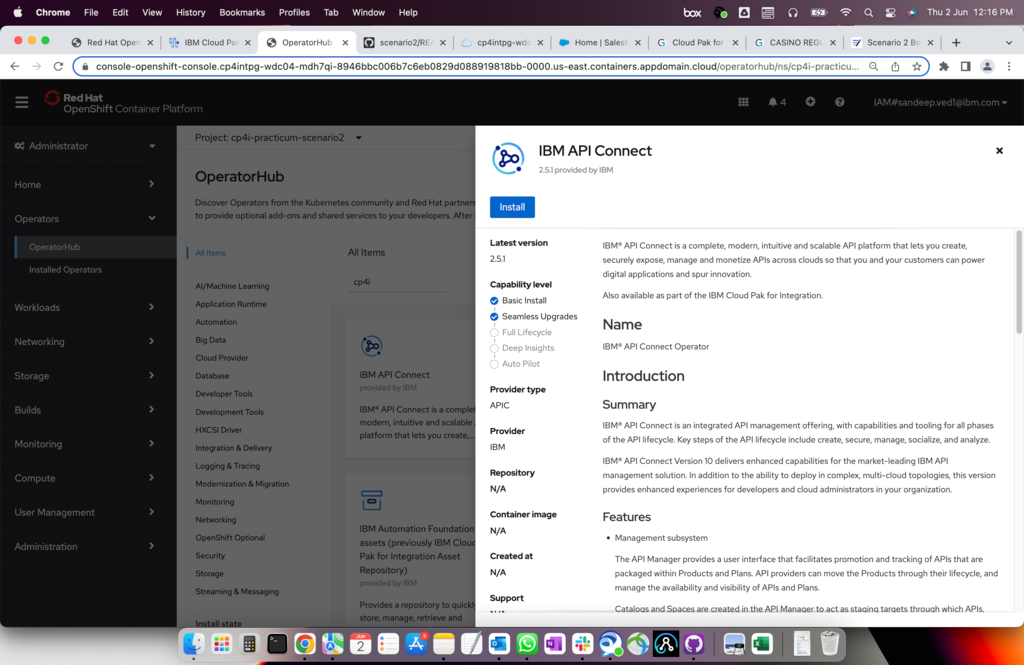 Chrome File Edit View History Bookmarks Profiles Tab Window Help
box Thu 2 Jun 12:16 PM
Red Hat Open
IBM Cloud Pak
OperatorHub
scenario2/REA
cp4intpg-wdc
Home | Salesf
Cloud Pak for
CASINO REGU
Scenario 2 Bo
console-openshift-console.cp4intpg-wdc04-mdh7qi-8946bbc006b7c6eb0829d088919818bb-0000.us-east.containers.appdomain.cloud/operatorhub/ns/cp4i-practicu...
Red Hat
OpenShift Container Platform
4
IAM#sandeep.ved1@ibm.com
Administrator
Home
Operators
OperatorHub
Installed Operators
Workloads
Networking
Storage
Builds
Monitoring
Compute
User Management
Administration
Project: cp4i-practicum-scenario2
OperatorHub
Discover Operators from the Kubernetes community and Red Hat partners
to provide optional add-ons and shared services to your developers. After
All Items
AI/Machine Learning
Application Runtime
Automation
Big Data
Cloud Provider
Database
Developer Tools
Development Tools
HXCSI Driver
Integration & Delivery
Logging & Tracing
Modernization & Migration
Monitoring
Networking
OpenShift Optional
Security
Storage
Streaming & Messaging
Install state
All Items
cp4i
IBM API Connect
provided by IBM
IBM® API Connect is a complete,
modern, intuitive and scalable
platform that lets you create,...
IBM Automation Foundation
assets (previously IBM Cloud
Pak for Integration Asset
Repository)
provided by IBM
Provides a repository to quickly
store, manage, retrieve and
IBM API Connect
2.5.1 provided by IBM
Install
Latest version
2.5.1
Capability level
Basic Install
Seamless Upgrades
Full Lifecycle
Deep Insights
Auto Pilot
Provider type
APIC
Provider
IBM
Repository
N/A
Container image
N/A
Created at
N/A
Support
N/A
IBM® API Connect is a complete, modern, intuitive and scalable API platform that lets you create,
securely expose, manage and monetize APIs across clouds so that you and your customers can power
digital applications and spur innovation.
Also available as part of the IBM Cloud Pak for Integration.
Name
IBM® API Connect Operator
Introduction
Summary
IBM® API Connect is an integrated API management offering, with capabilities and tooling for all phases
of the API lifecycle. Key steps of the API lifecycle include create, secure, manage, socialize, and analyze.
IBM® API Connect Version 10 delivers enhanced capabilities for the market-leading IBM API
management solution. In addition to the ability to deploy in complex, multi-cloud topologies, this version
provides enhanced experiences for developers and cloud administrators in your organization.
Features
• Management subsystem
The API Manager provides a user interface that facilitates promotion and tracking of APIs that are
packaged within Products and Plans. API providers can move the Products through their lifecycle, and
manage the availability and visibility of APIs and Plans.
Catalogs and Spaces are created in the API Manager to act as staging targets through which APIs,
JUN
2